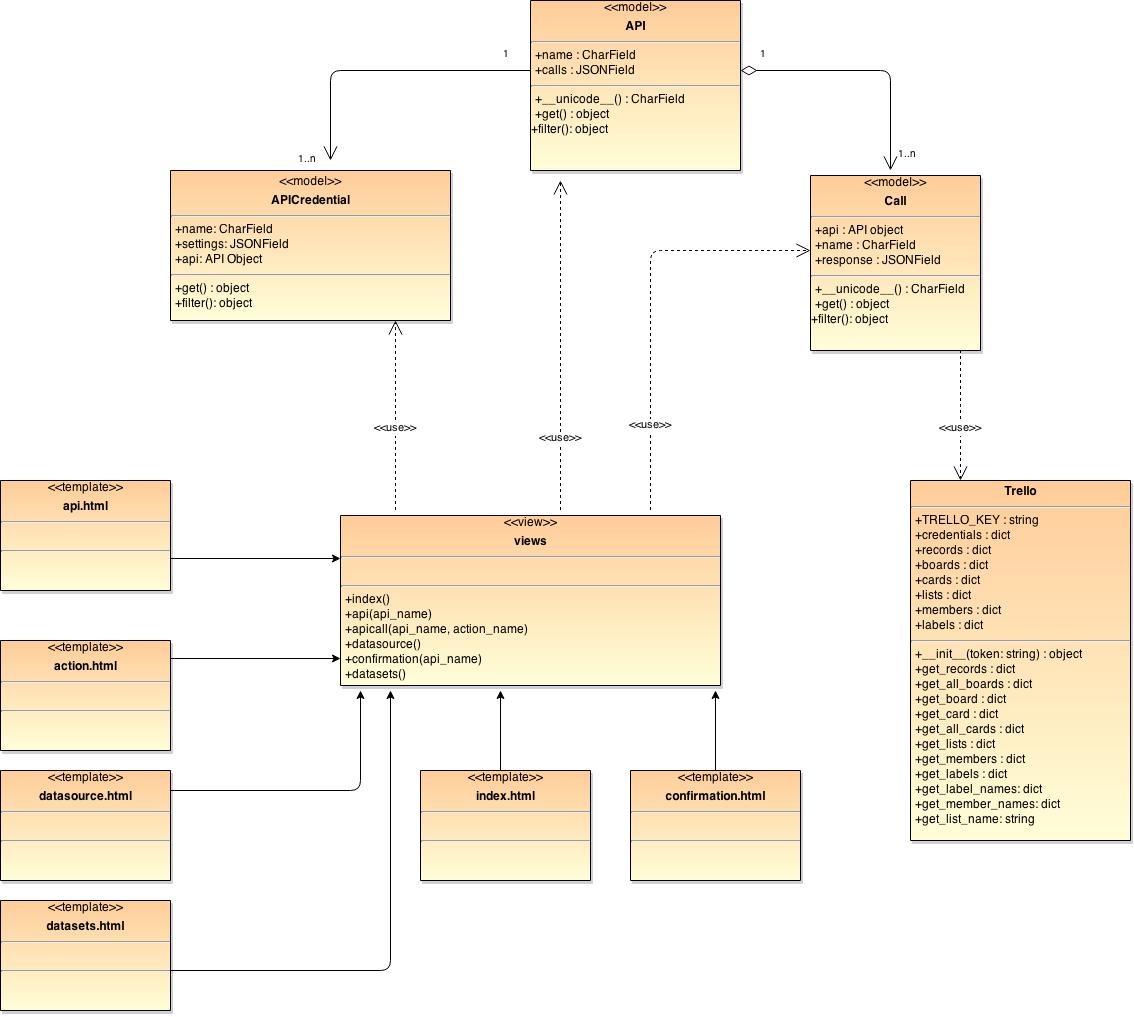 <<model>>
API
+name : CharField
+calls : JSONField
+__unicode__() : CharField
+get() : object
+filter(): object
1
1
1..n
1..n
<<model>>
APICredential
+name: CharField
+settings: JSONField
+api: API Object
+get() : object
+filter(): object
<<model>>
Call
+api : API object
+name : CharField
+response : JSONField
+__unicode__() : CharField
+get() : object
+filter(): object
<<use>>
<<use>>
<<use>>
<<use>>
<<template>>
api.html
<<view>>
views
+index()
+api(api_name)
+apicall(api_name, action_name)
+datasource()
+confirmation(api_name)
+datasets()
Trello
+TRELLO_KEY : string
+credentials : dict
+records : dict
+boards : dict
+cards : dict
+lists : dict
+members : dict
+labels : dict
+__init__(token: string) : object
+get_records : dict
+get_all_boards : dict
+get_board : dict
+get_card : dict
+get_all_cards : dict
+get_lists : dict
+get_members : dict
+get_labels : dict
+get_label_names: dict
+get_member_names: dict
+get_list_name: string
<<template>>
action.html
<<template>>
datasource.html
<<template>>
index.html
<<template>>
confirmation.html
<<template>>
datasets.html